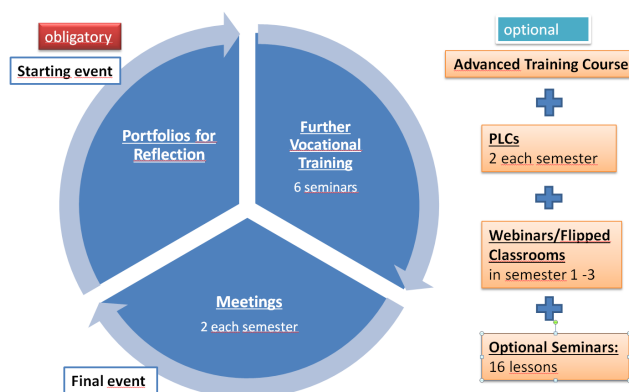 obligatory
Starting event
Portfolios for
Reflection
Further
Vocational
Training
6 seminars
Meetings
2 each semester
Final event
optional
Advanced Training Course
PLCs
2 each semester
Webinars/Flipped
Classrooms
in semester 1 -3
Optional Seminars:
16 lessons